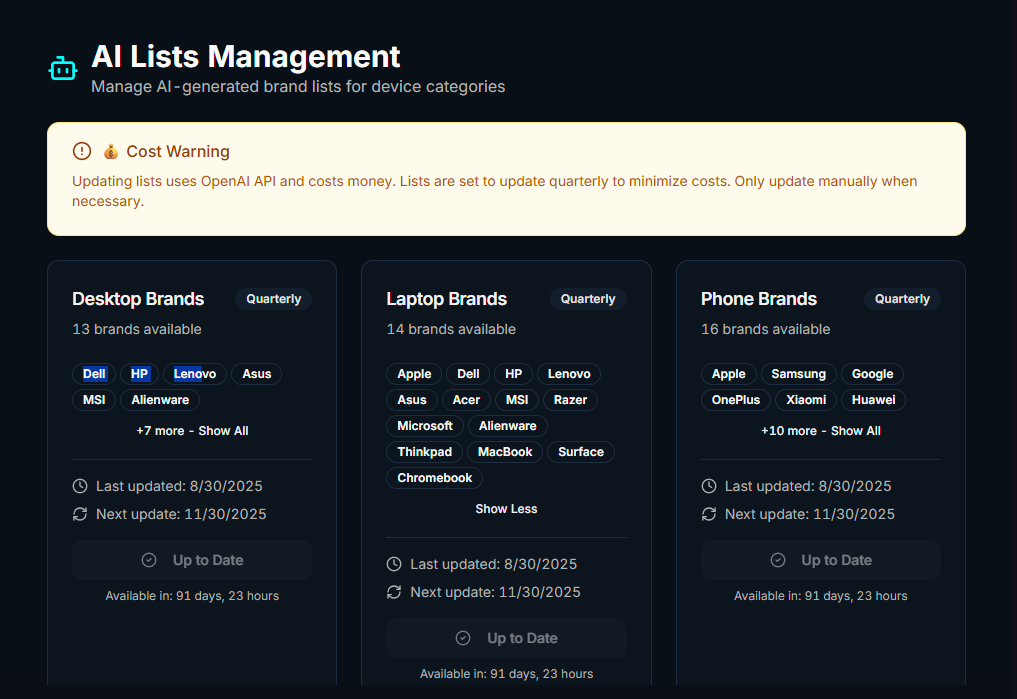 AI Lists Management
Manage AI-generated brand lists for device categories
💰 Cost Warning
Updating lists uses OpenAI API and costs money. Lists are set to update quarterly to minimize costs. Only update manually when
necessary.
Desktop Brands Quarterly
13 brands available
Dell HP Lenovo Asus
MSI Alienware
+7 more - Show All
Last updated: 8/30/2025
Next update: 11/30/2025
Up to Date
Available in: 91 days, 23 hours
Laptop Brands Quarterly
14 brands available
Apple Dell HP Lenovo
Asus Acer MSI Razer
Microsoft Alienware
Thinkpad MacBook Surface
Chromebook
Show Less
Last updated: 8/30/2025
Next update: 11/30/2025
Up to Date
Available in: 91 days, 23 hours
Phone Brands Quarterly
16 brands available
Apple Samsung Google
OnePlus Xiaomi Huawei
+10 more - Show All
Last updated: 8/30/2025
Next update: 11/30/2025
Up to Date
Available in: 91 days, 23 hours